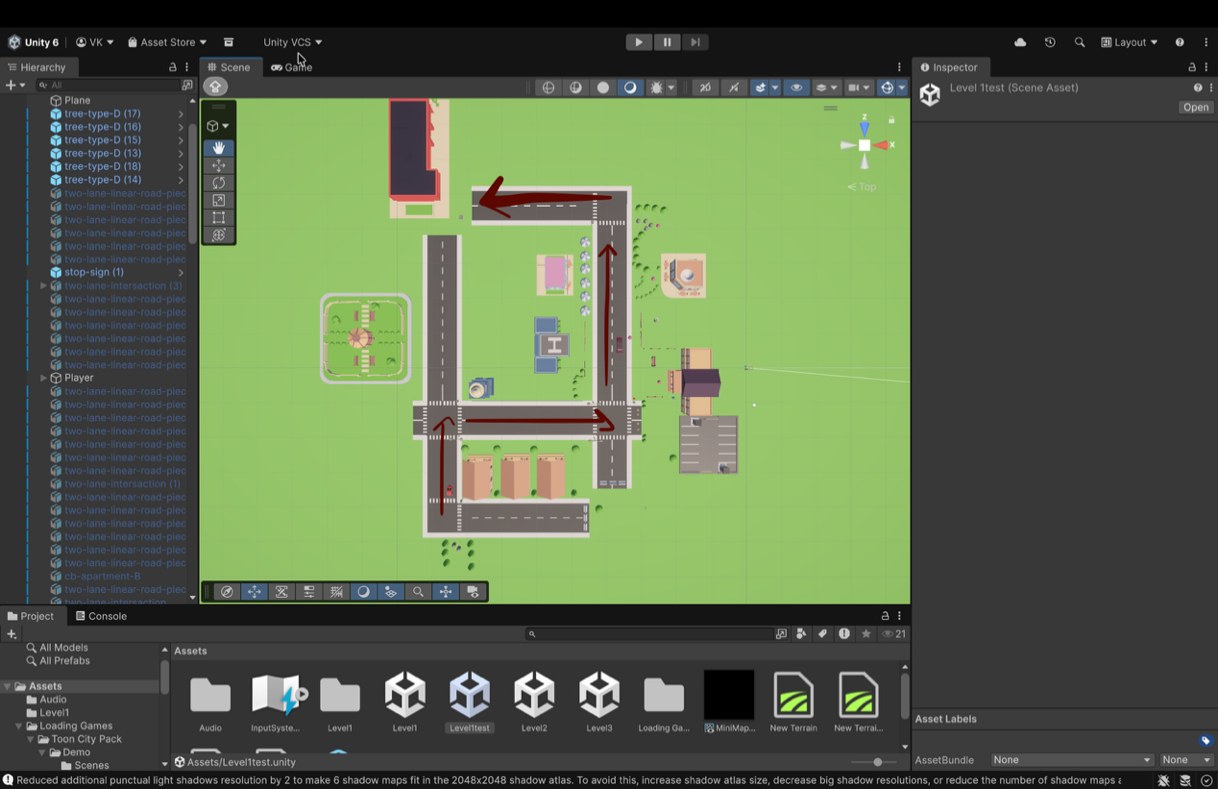 Unity 6 VK Asset Store Unity VCS Layout
Hierarchy
All
Plane
tree-type-D (17)
tree-type-D (16)
tree-type-D (15)
tree-type-D (13)
tree-type-D (18)
tree-type-D (14)
two-lane-linear-road-piec
two-lane-linear-road-piec
two-lane-linear-road-piec
two-lane-linear-road-piec
two-lane-linear-road-piec
two-lane-linear-road-piec
stop-sign (1)
two-lane-intersaction (3)
two-lane-linear-road-piec
two-lane-linear-road-piec
two-lane-linear-road-piec
two-lane-linear-road-piec
two-lane-linear-road-piec
two-lane-linear-road-piec
Player
two-lane-linear-road-piec
two-lane-linear-road-piec
two-lane-linear-road-piec
two-lane-linear-road-piec
two-lane-linear-road-piec
two-lane-linear-road-piec
two-lane-linear-road-piec
two-lane-intersaction (1)
two-lane-linear-road-piec
two-lane-linear-road-piec
two-lane-linear-road-piec
two-lane-linear-road-piec
two-lane-linear-road-piec
two-lane-linear-road-piec
cb-apartment-B
two-lane-linear-road-piec
two-lane-intersaction
Scene Game
2D
z
x
Top
H
Inspector
Level 1test (Scene Asset)
Open
Project Console
21
All Models
All Prefabs
Assets
Audio
Level1
Loading Games
Toon City Pack
Demo
Scenes
Assets
Audio InputSyste... Level1 Level1 Level1test Level2 Level3 Loading Ga... MiniMap... New Terrain New Terrai...
Assets/Level1test.unity
Asset Labels
AssetBundle None None
Reduced additional punctual light shadows resolution by 2 to make 6 shadow maps fit in the 2048x2048 shadow atlas. To avoid this, increase shadow atlas size, decrease big shadow resolutions, or reduce the number of shadow maps